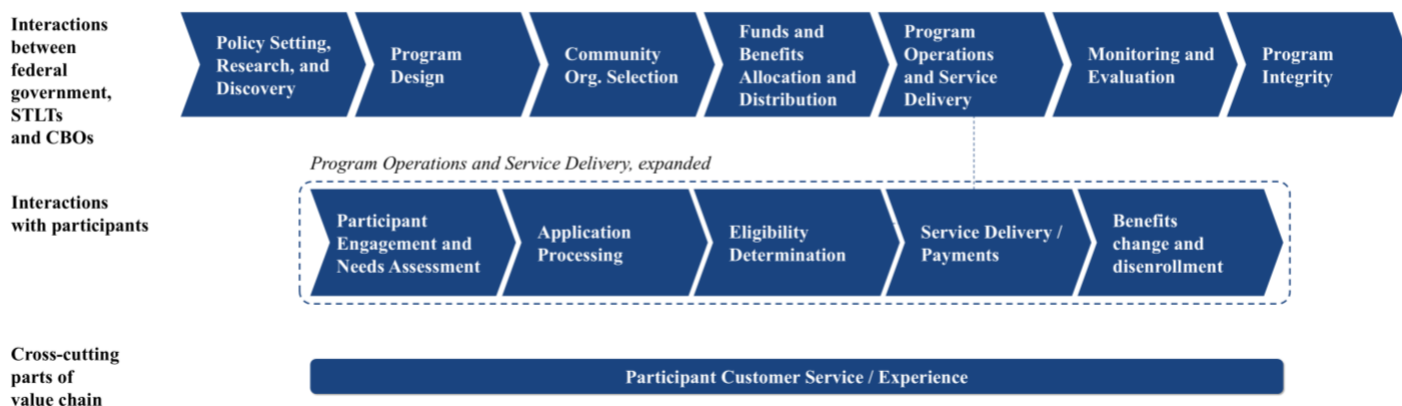 Interactions
between
federal
government,
STLTs
and CBOs
Policy Setting,
Research, and
Discovery
Program
Design
Community
Org. Selection
Funds and
Benefits
Allocation and
Distribution
Program
Operations
and Service
Delivery
Monitoring and
Evaluation
Program
Integrity
Program Operations and Service Delivery, expanded
Interactions
with participants
Participant
Engagement and
Needs Assessment
Application
Processing
Eligibility
Determination
Service Delivery /
Payments
Benefits
change and
disenrollment
Cross-cutting
parts of
value chain
Participant Customer Service / Experience